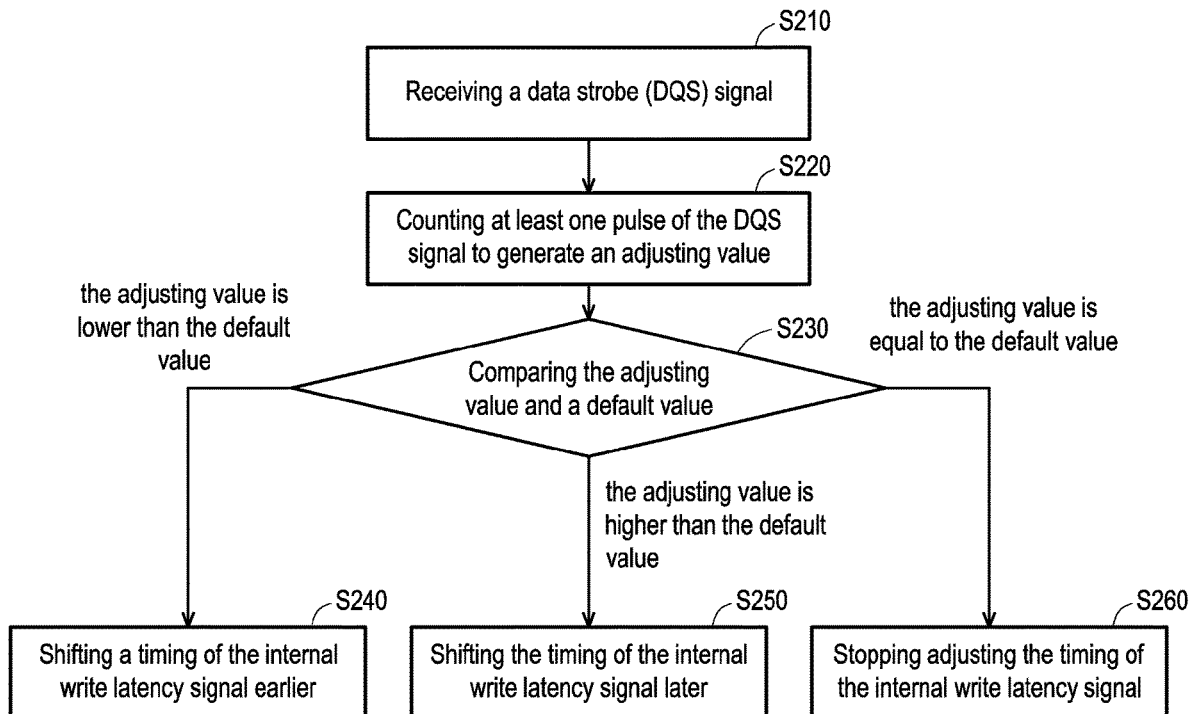 S210
Receiving a data strobe (DQS) signal
S220
Counting at least one pulse of the DQS
signal to generate an adjusting value
the adjusting value is
lower than the default
value
S230
the adjusting value is
equal to the default value
Comparing the adjusting
value and a default value
the adjusting value is
higher than the default
value
S240
Shifting a timing of the internal
write latency signal earlier
S250
Shifting the timing of the internal
write latency signal later
S260
Stopping adjusting the timing of
the internal write latency signal